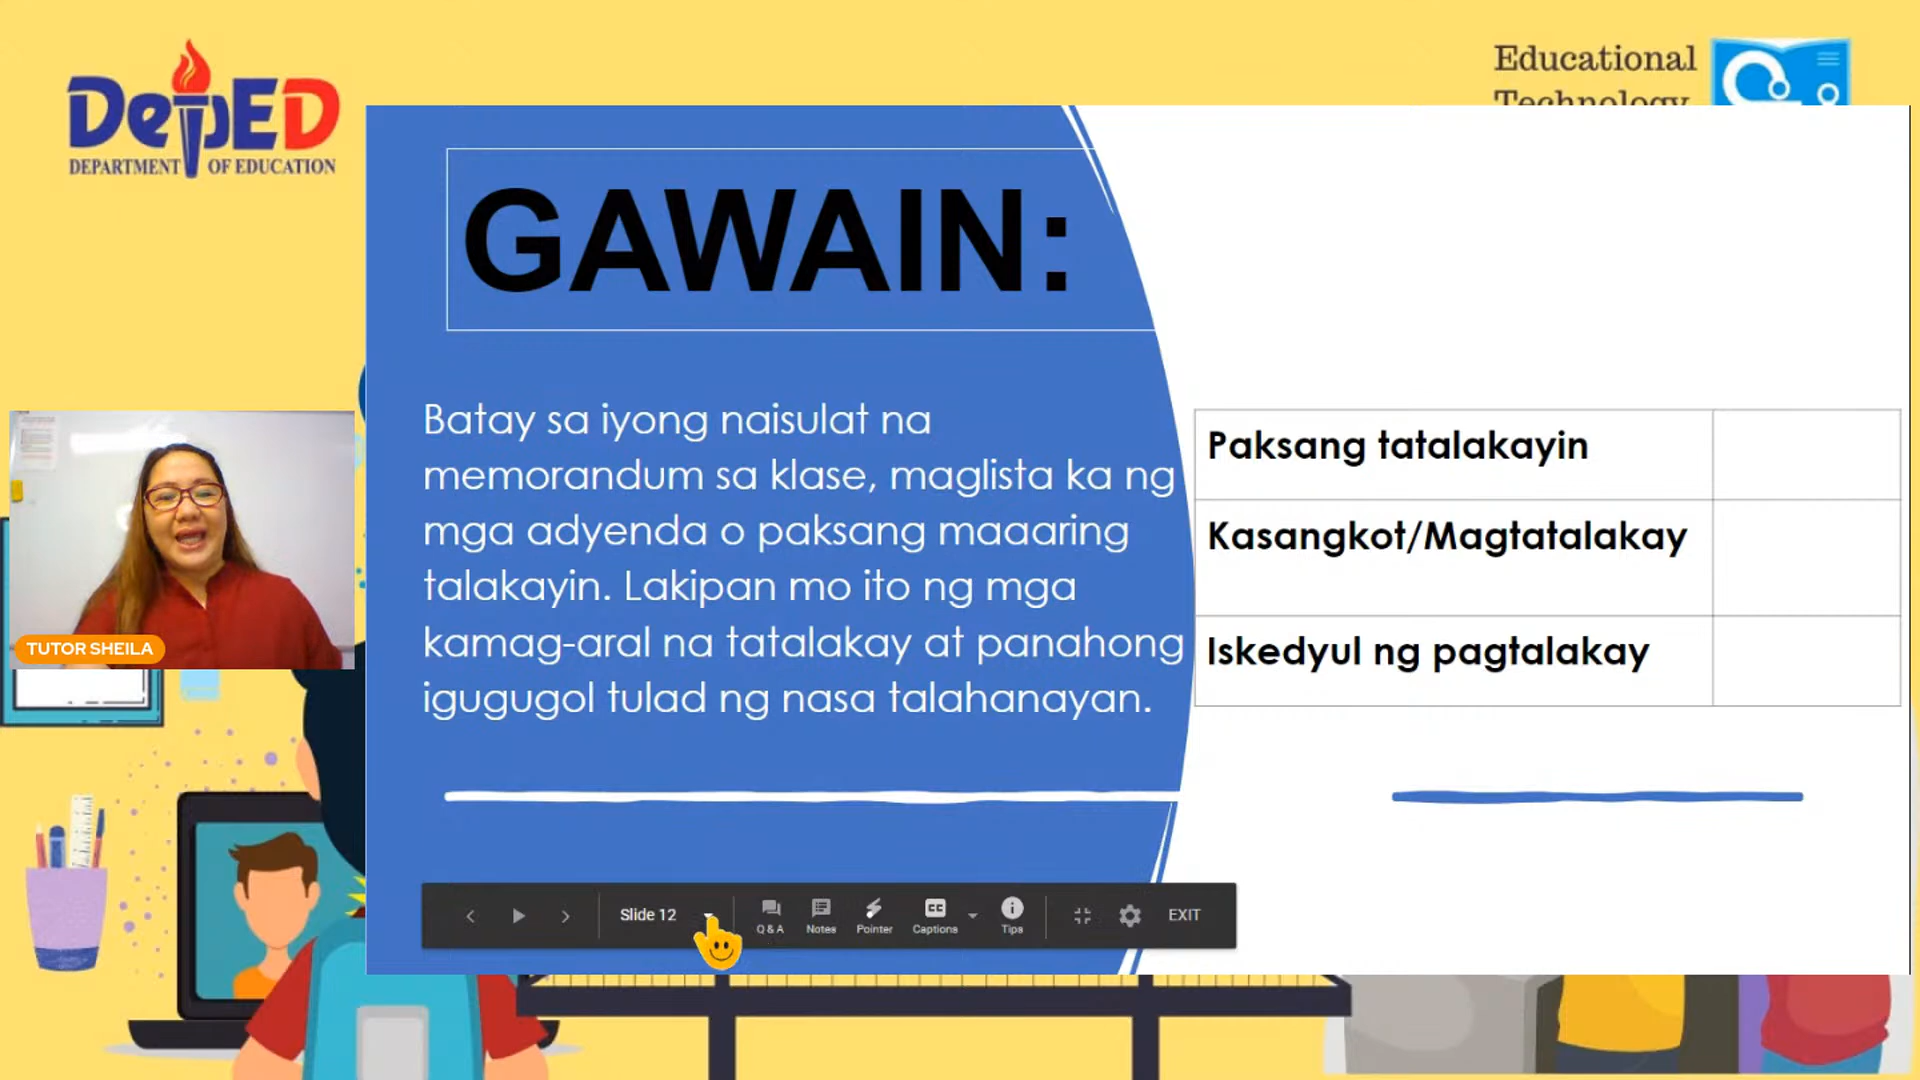 DepED
DEPARTMENT OF EDUCATION
Educational
Technology
GAWAIN:
Batay sa iyong naisulat na
memorandum sa klase, maglista ka ng
mga adyenda o paksang maaaring
talakayin. Lakipan mo ito ng mga
kamag-aral na tatalakay at panahong
igugugol tulad ng nasa talahanayan.
Paksang tatalakayin
Kasangkot/Magtatalakay
Iskedyul ng pagtalakay
TUTOR SHEILA
Slide 12
Q & A
Notes
Pointer
CC
Captions
Tips
EXIT